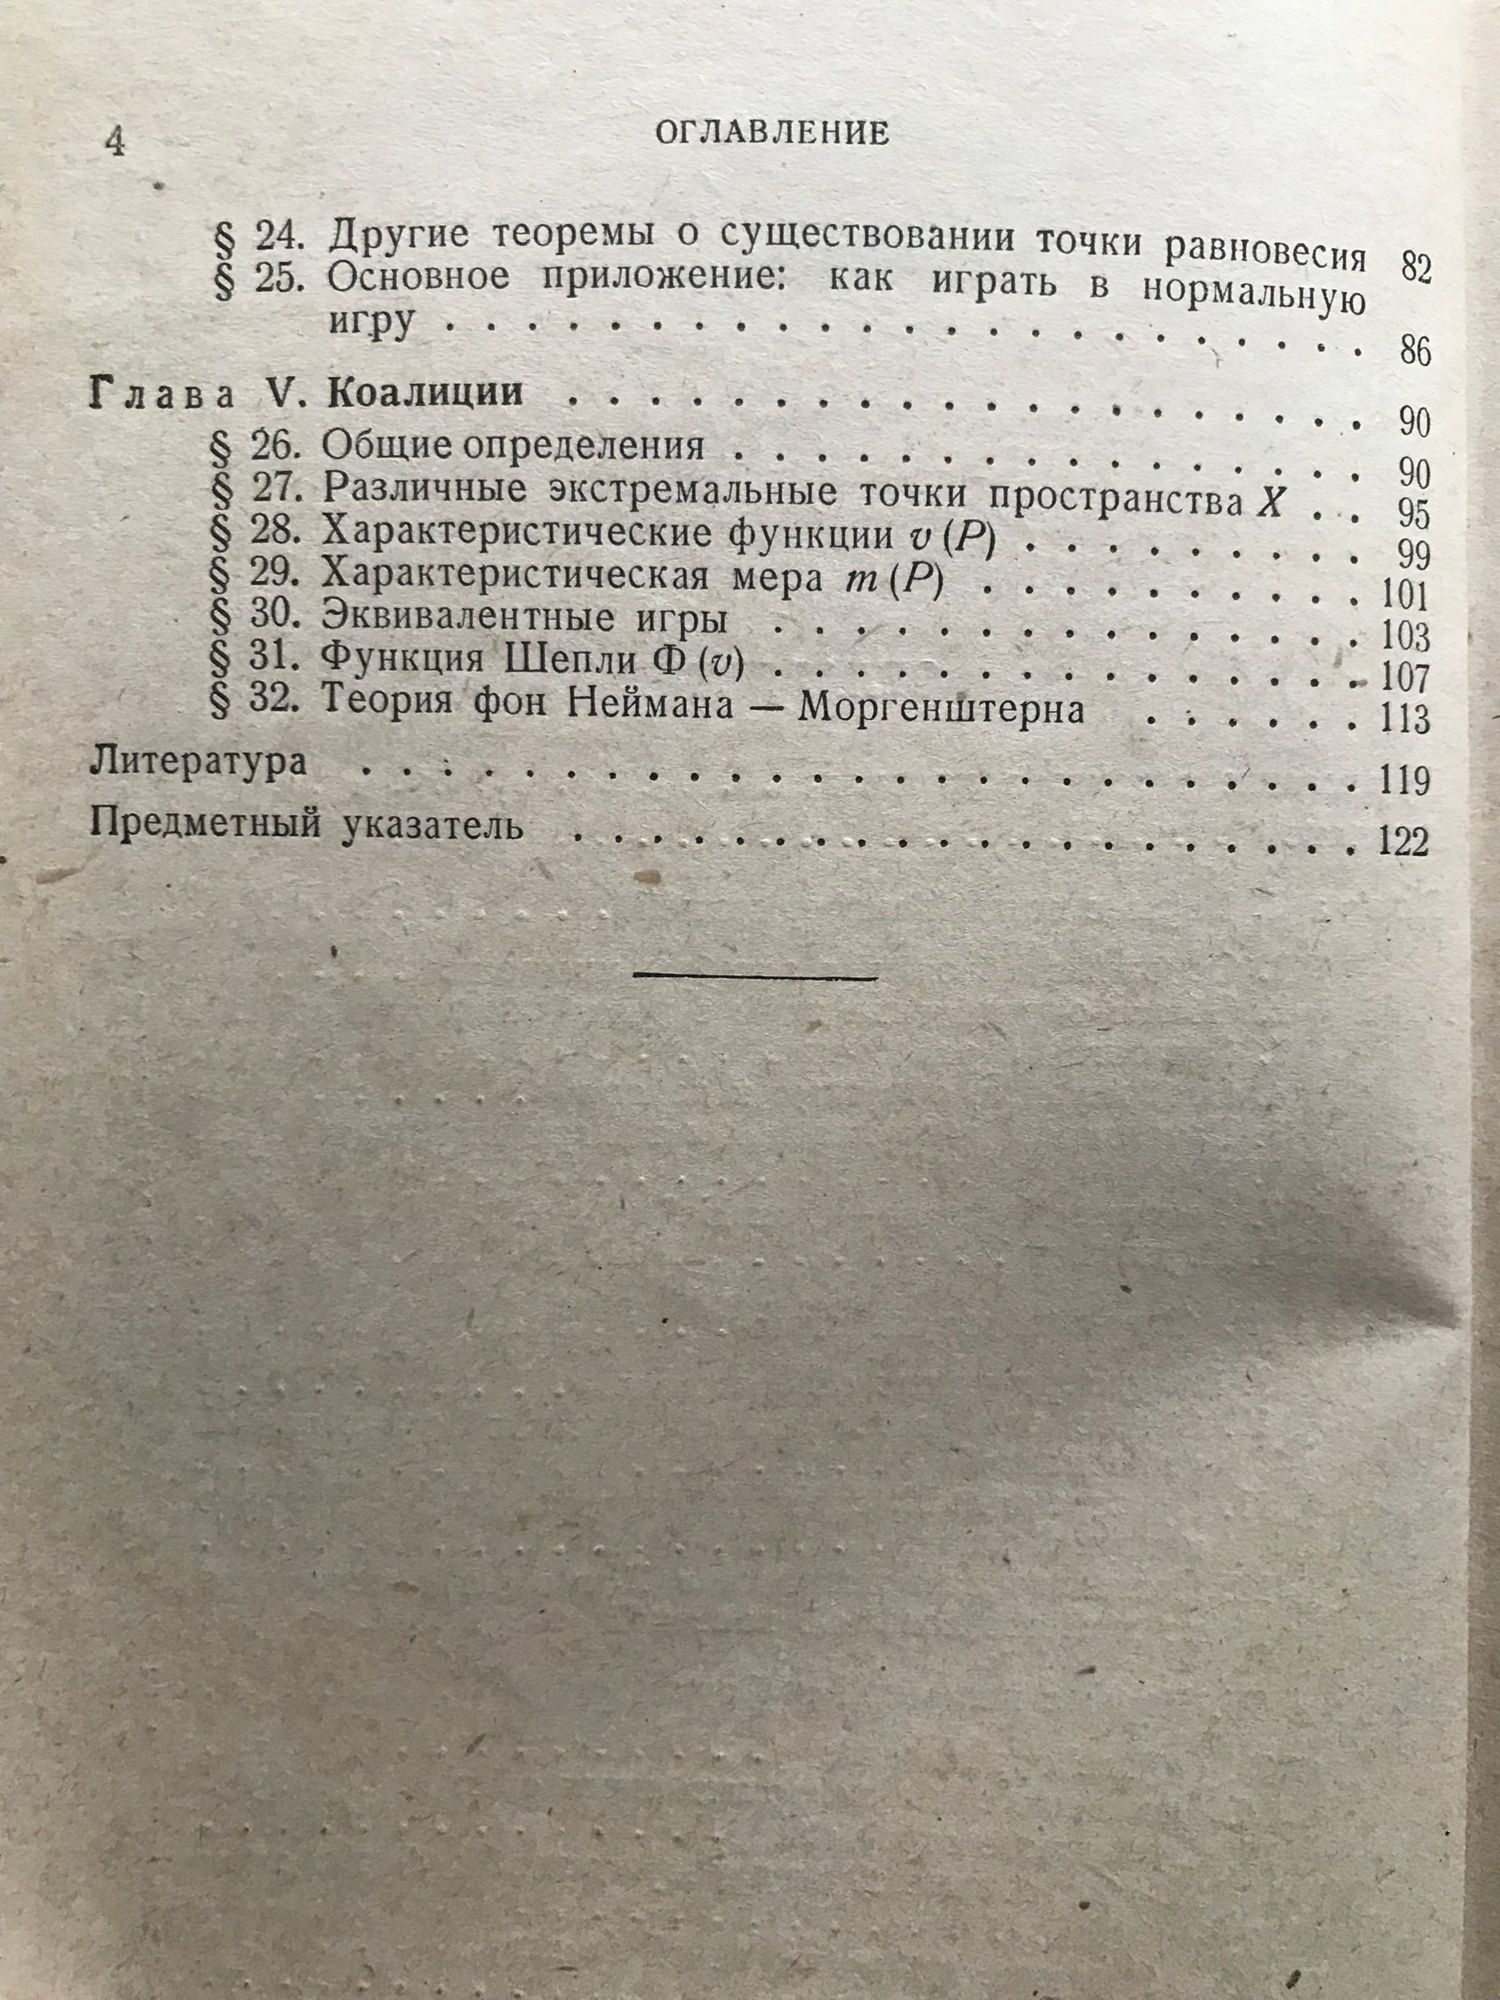 4 ОГЛАВЛЕНИЕ
§ 24. Другие теоремы о существовании точки равновесия 82
§ 25. Основное приложение: как играть в нормальную
игру . . . . . . . . . . . . . . . . . . . . . . . 86
Глава V. Коалиции . . . . . . . . . . . . . . . . . . . . 90
§ 26. Общие определения . . . . . . . . . . . . . . . . 90
§ 27. Различные экстремальные точки пространства X . . 95
§ 28. Характеристические функции v (P) . . . . . . . . . 99
§ 29. Характеристическая мера m (P) . . . . . . . . . . 101
§ 30. Эквивалентные игры . . . . . . . . . . . . . . . 103
§ 31. Функция Шепли Ф (v) . . . . . . . . . . . . . . . 107
§ 32. Теория фон Неймана — Моргенштерна . . . . . . 113
Литература . . . . . . . . . . . . . . . . . . . . . . . . . 119
Предметный указатель . . . . . . . . . . . . . . . . . . . . 122